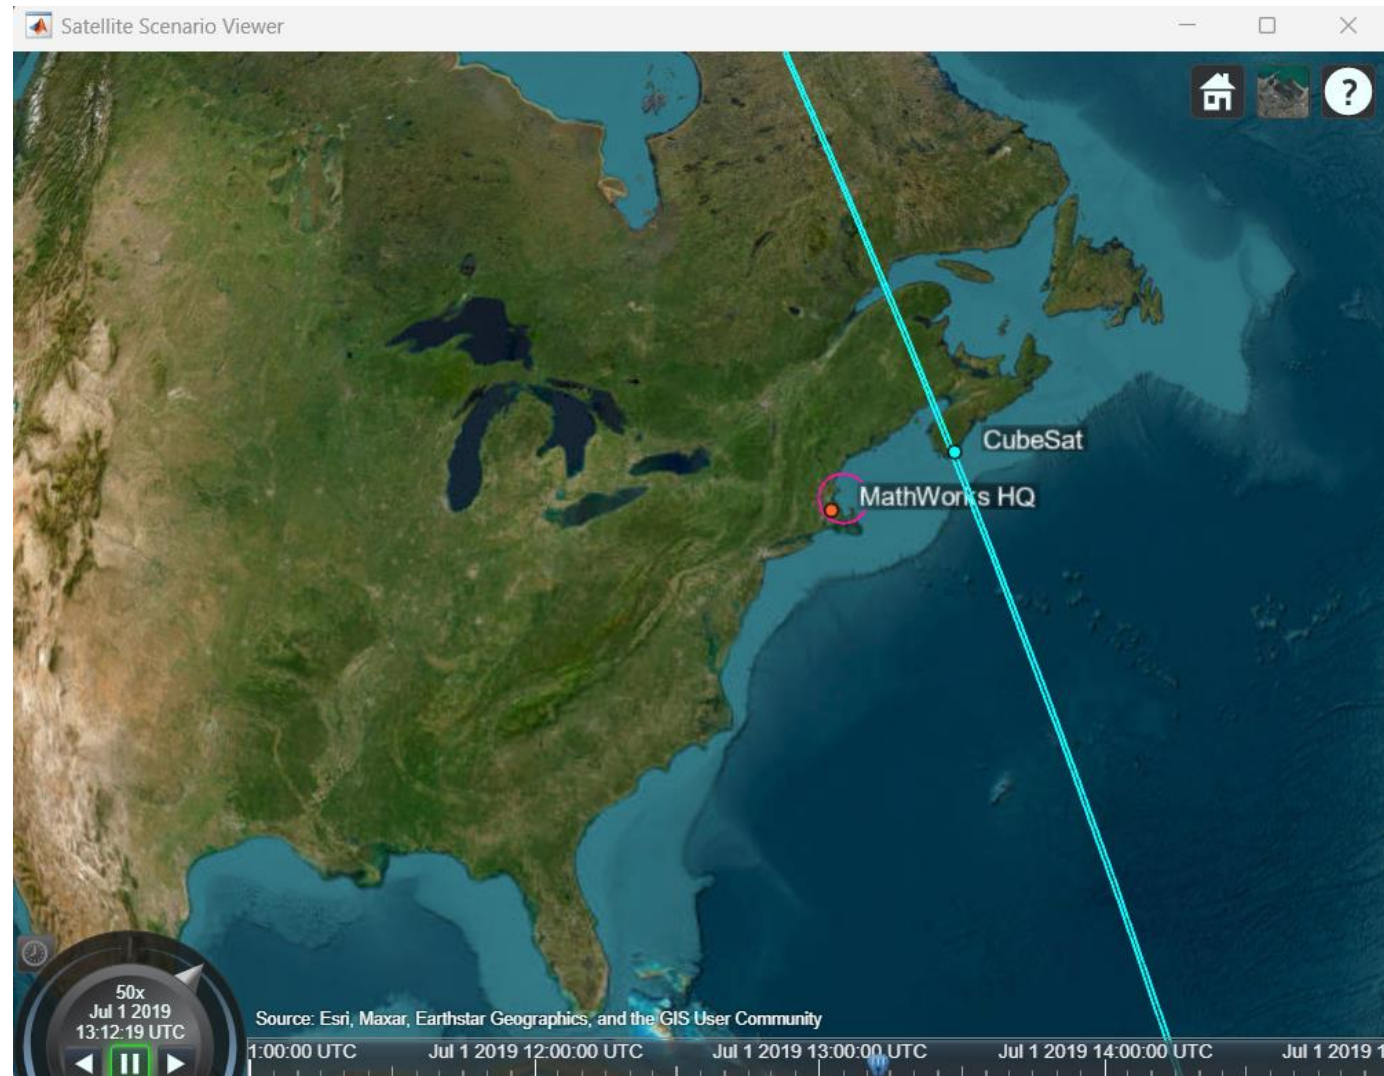 Satellite Scenario Viewer
?
CubeSat
MathWorks HQ
50x
Jul 1 2019
13:12:19 UTC
Source: Esri, Maxar, Earthstar Geographics, and the GIS User Community
1:00:00 UTC
Jul 1 2019 12:00:00 UTC
Jul 1 2019 13:00:00 UTC
Jul 1 2019 14:00:00 UTC
Jul 1 2019 1